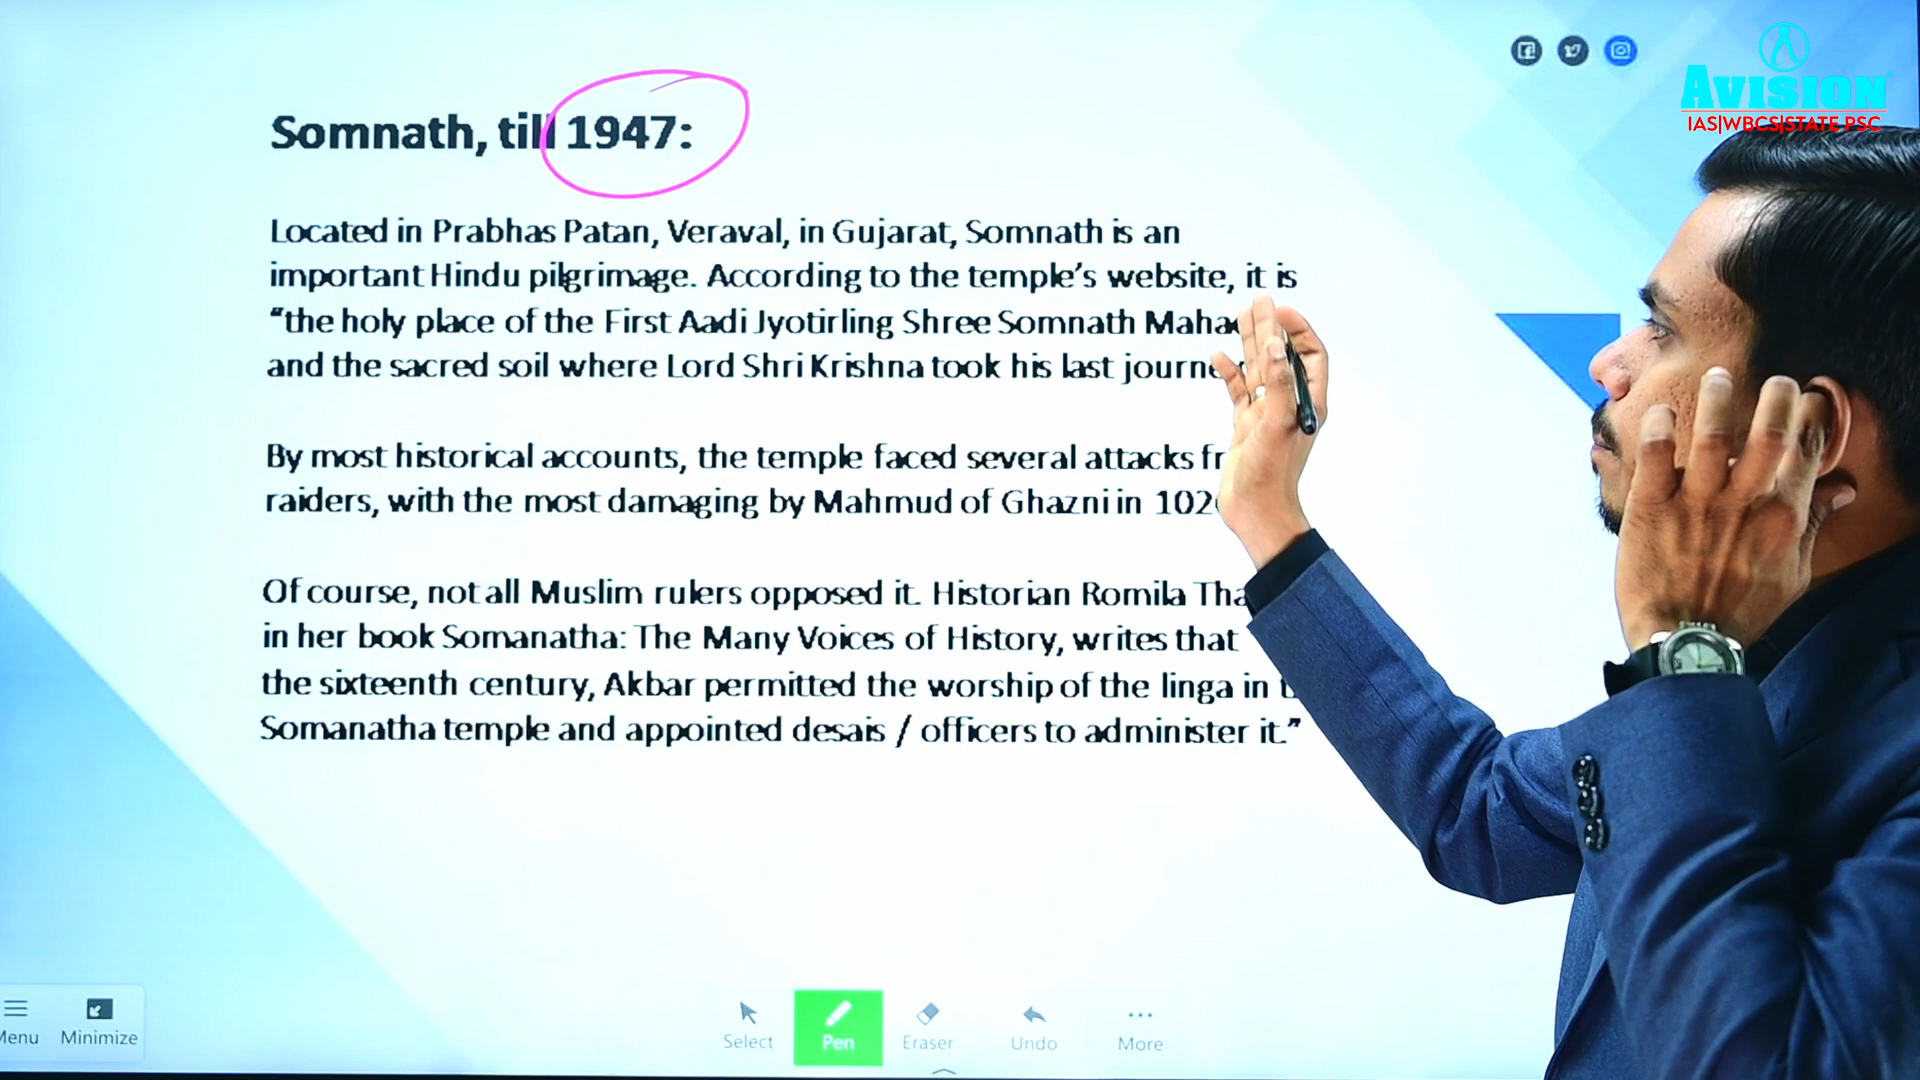 AVISION
IAS|WBCS|STATE PSC
Somnath, till 1947:
Located in Prabhas Patan, Veraval, in Gujarat, Somnath is an
important Hindu pilgrimage. According to the temple's website, it is
“the holy place of the First Aadi Jyotirling Shree Somnath
and the sacred soil where Lord Shri Krishna took his last
By most historical accounts, the temple faced several attacks
raiders, with the most damaging by Mahmud of Ghazni in
Of course, not all Muslim rulers opposed it. Historian Romila
in her book Somanatha: The Many Voices of History, writes that
the sixteenth century, Akbar permitted the worship of the linga in
Somanatha temple and appointed desais / officers to administer it.”
Menu Minimize Select Pen Eraser Undo More